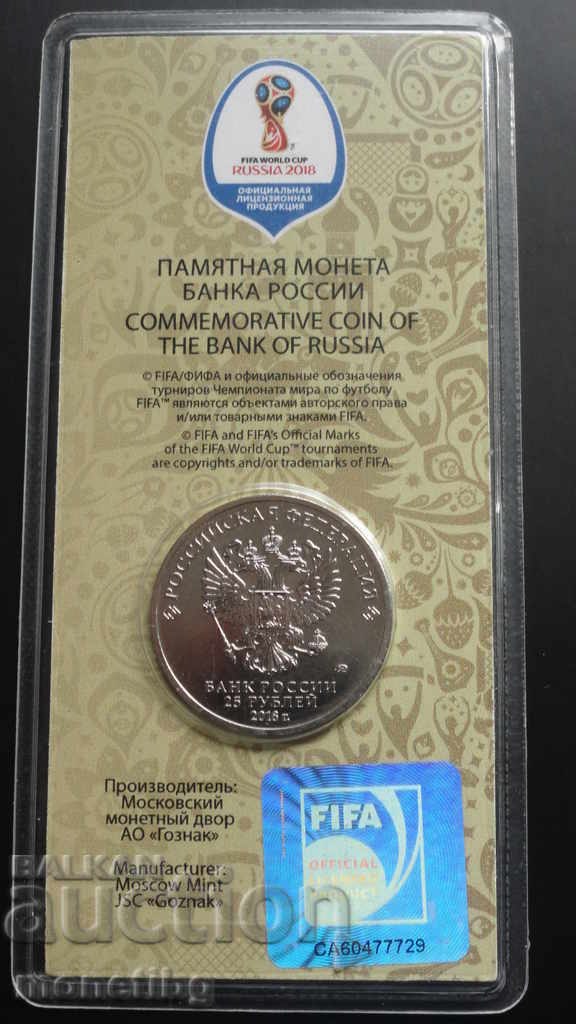 FIFA WORLD CUP
RUSSIA 2018
ОФИЦИАЛЬНАЯ
ЛИЦЕНЗИОННАЯ
ПРОДУКЦИЯ
ПАМЯТНАЯ МОНЕТА
БАНКА РОССИИ
COMMEMORATIVE COIN OF
THE BANK OF RUSSIA
© FIFA/ФИФА и официальные обозначения
турниров Чемпионата мира по футболу
FIFA™ являются объектами авторского права
и/или товарными знаками FIFA.
© FIFA and FIFA's Official Marks
of the FIFA World Cup™ tournaments
are copyrights and/or trademarks of FIFA.
РОССИЙСКАЯ ФЕДЕРАЦИЯ
БАНК РОССИИ
25 РУБЛЕЙ
2018 г.
Производитель:
Московский
монетный двор
АО «Гознак»
Manufacturer:
Moscow Mint
JSC «Goznak»
FIFA
OFFICIAL
LICENSED
PRODUCT
CA60477729
BALKAN
auction
monetibg